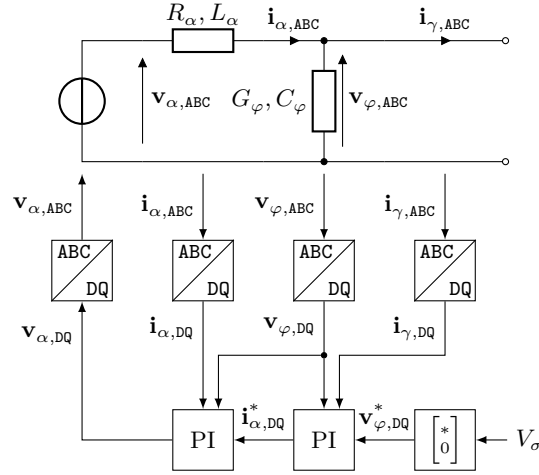 R_α, L_α i_α,ABC i_γ,ABC
v_α,ABC G_φ, C_φ v_φ,ABC
v_α,ABC i_α,ABC v_φ,ABC i_γ,ABC
ABC ABC ABC ABC
DQ DQ DQ DQ
v_α,DQ i_α,DQ v_φ,DQ i_γ,DQ
PI i*_α,DQ PI v*_φ,DQ [* 0] V_σ